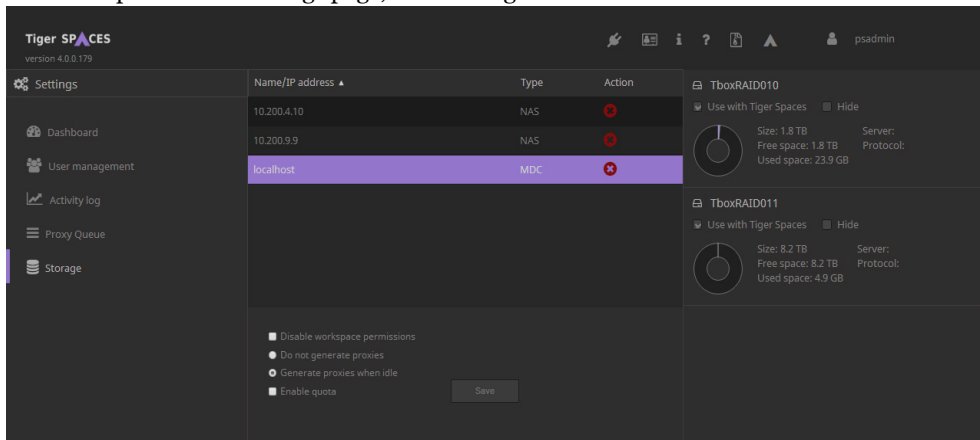 Tiger SPACES
version 4.0.0.179
psadmin
Settings
Dashboard
User management
Activity log
Proxy Queue
Storage
Name/IP address ▲ Type Action
10.200.4.10 NAS
10.200.9.9 NAS
localhost MDC
Disable workspace permissions
Do not generate proxies
Generate proxies when idle
Enable quota
Save
TboxRAID010
Use with Tiger Spaces Hide
Size: 1.8 TB Server:
Free space: 1.8 TB Protocol:
Used space: 23.9 GB
TboxRAID011
Use with Tiger Spaces Hide
Size: 8.2 TB Server:
Free space: 8.2 TB Protocol:
Used space: 4.9 GB